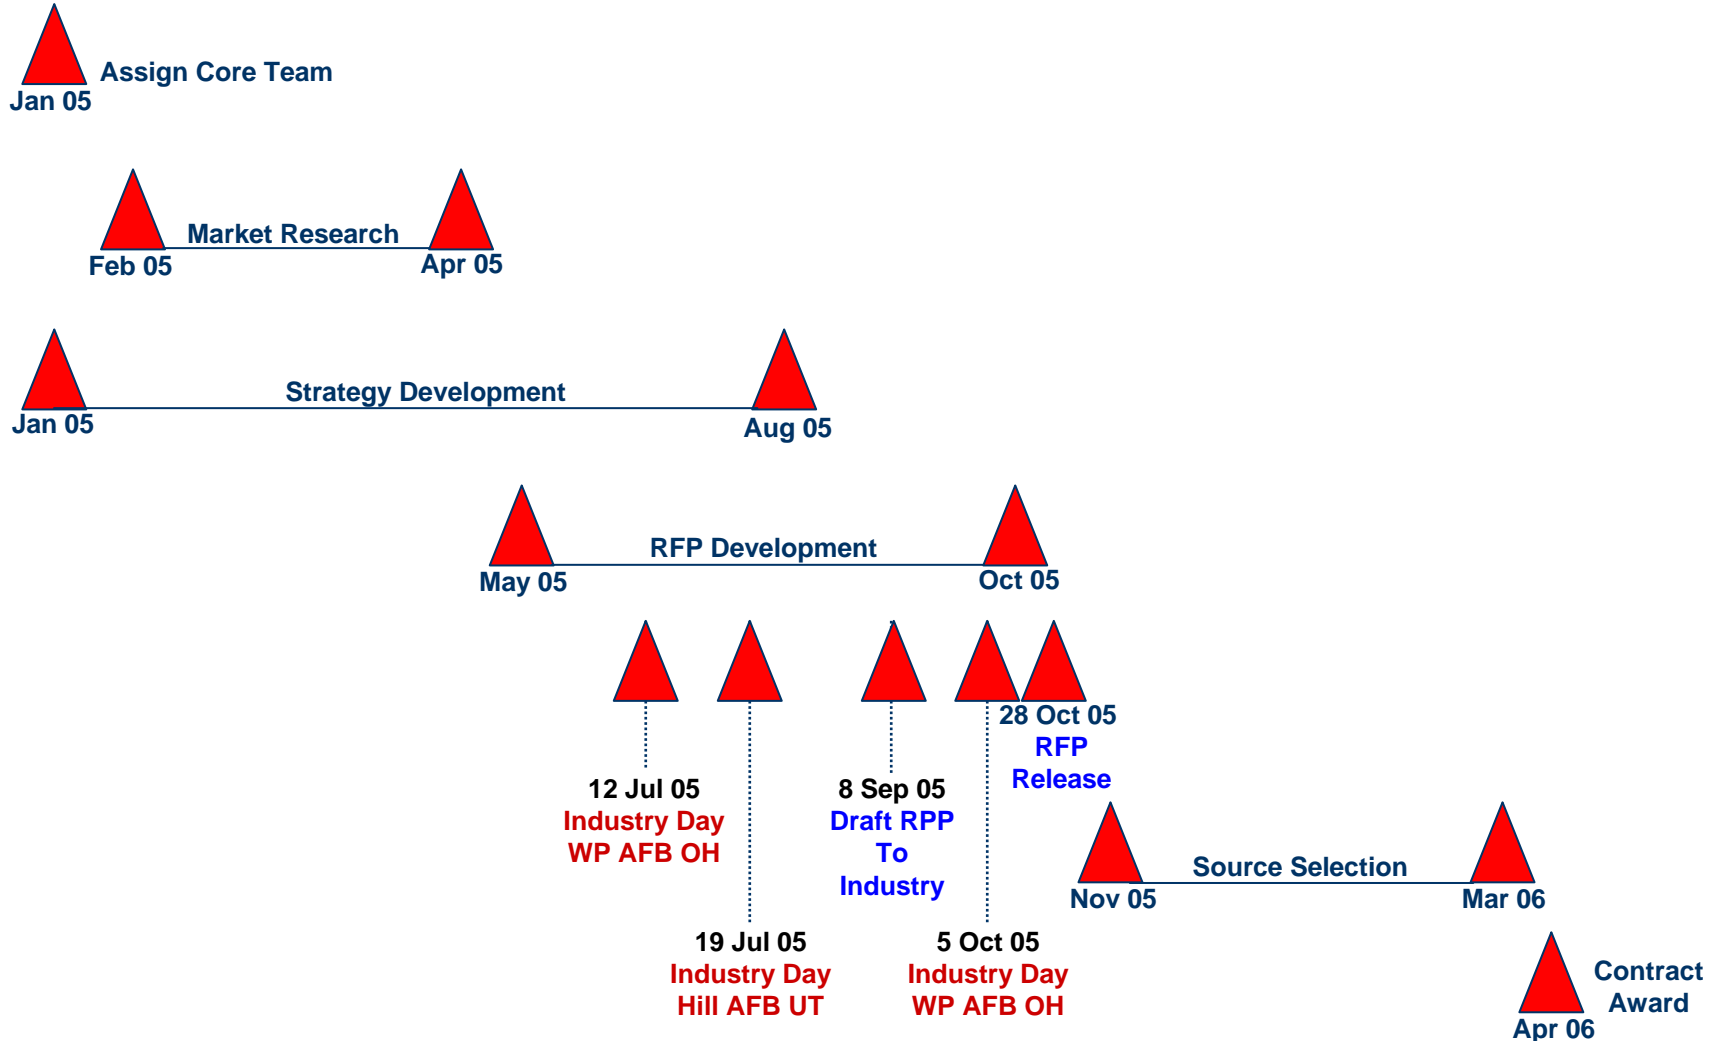 Assign Core Team
Jan 05
Market Research
Feb 05
Apr 05
Strategy Development
Jan 05
Aug 05
RFP Development
May 05
Oct 05
28 Oct 05
RFP
Release
12 Jul 05
Industry Day
WP AFB OH
8 Sep 05
Draft RPP
To
Industry
Source Selection
Nov 05
Mar 06
19 Jul 05
Industry Day
Hill AFB UT
5 Oct 05
Industry Day
WP AFB OH
Contract
Award
Apr 06